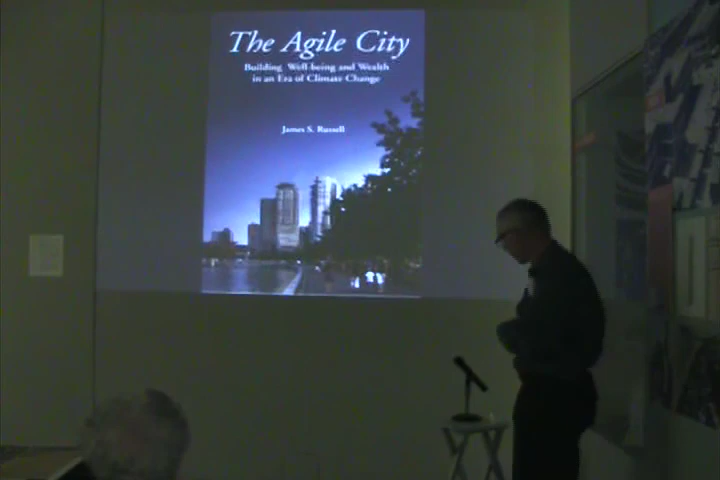 The Agile City
Building Well-being and Wealth
in an Era of Climate Change
James S. Russell